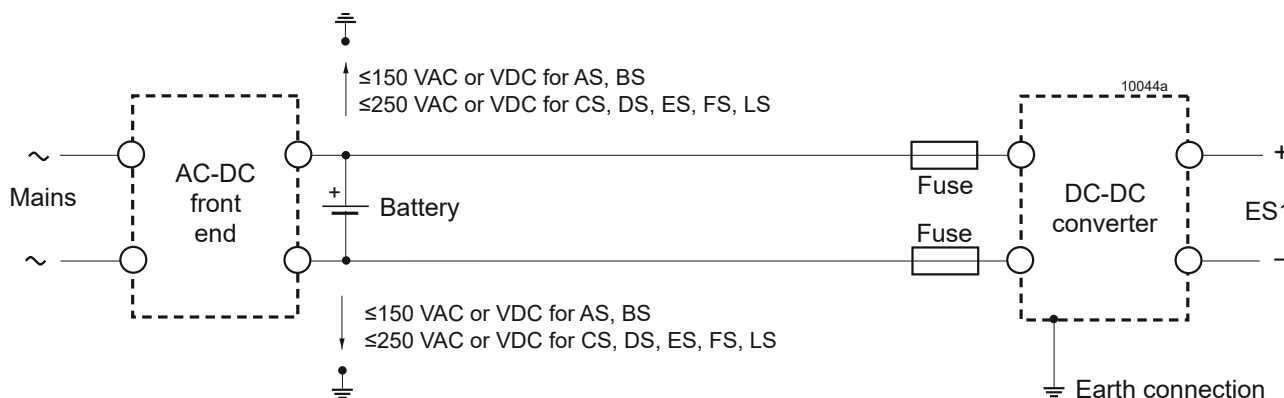 ≤150 VAC or VDC for AS, BS
≤250 VAC or VDC for CS, DS, ES, FS, LS
10044a
~
Mains
~
AC-DC
front
end
+
Battery
Fuse
Fuse
DC-DC
converter
+
ES1
−
≤150 VAC or VDC for AS, BS
≤250 VAC or VDC for CS, DS, ES, FS, LS
Earth connection